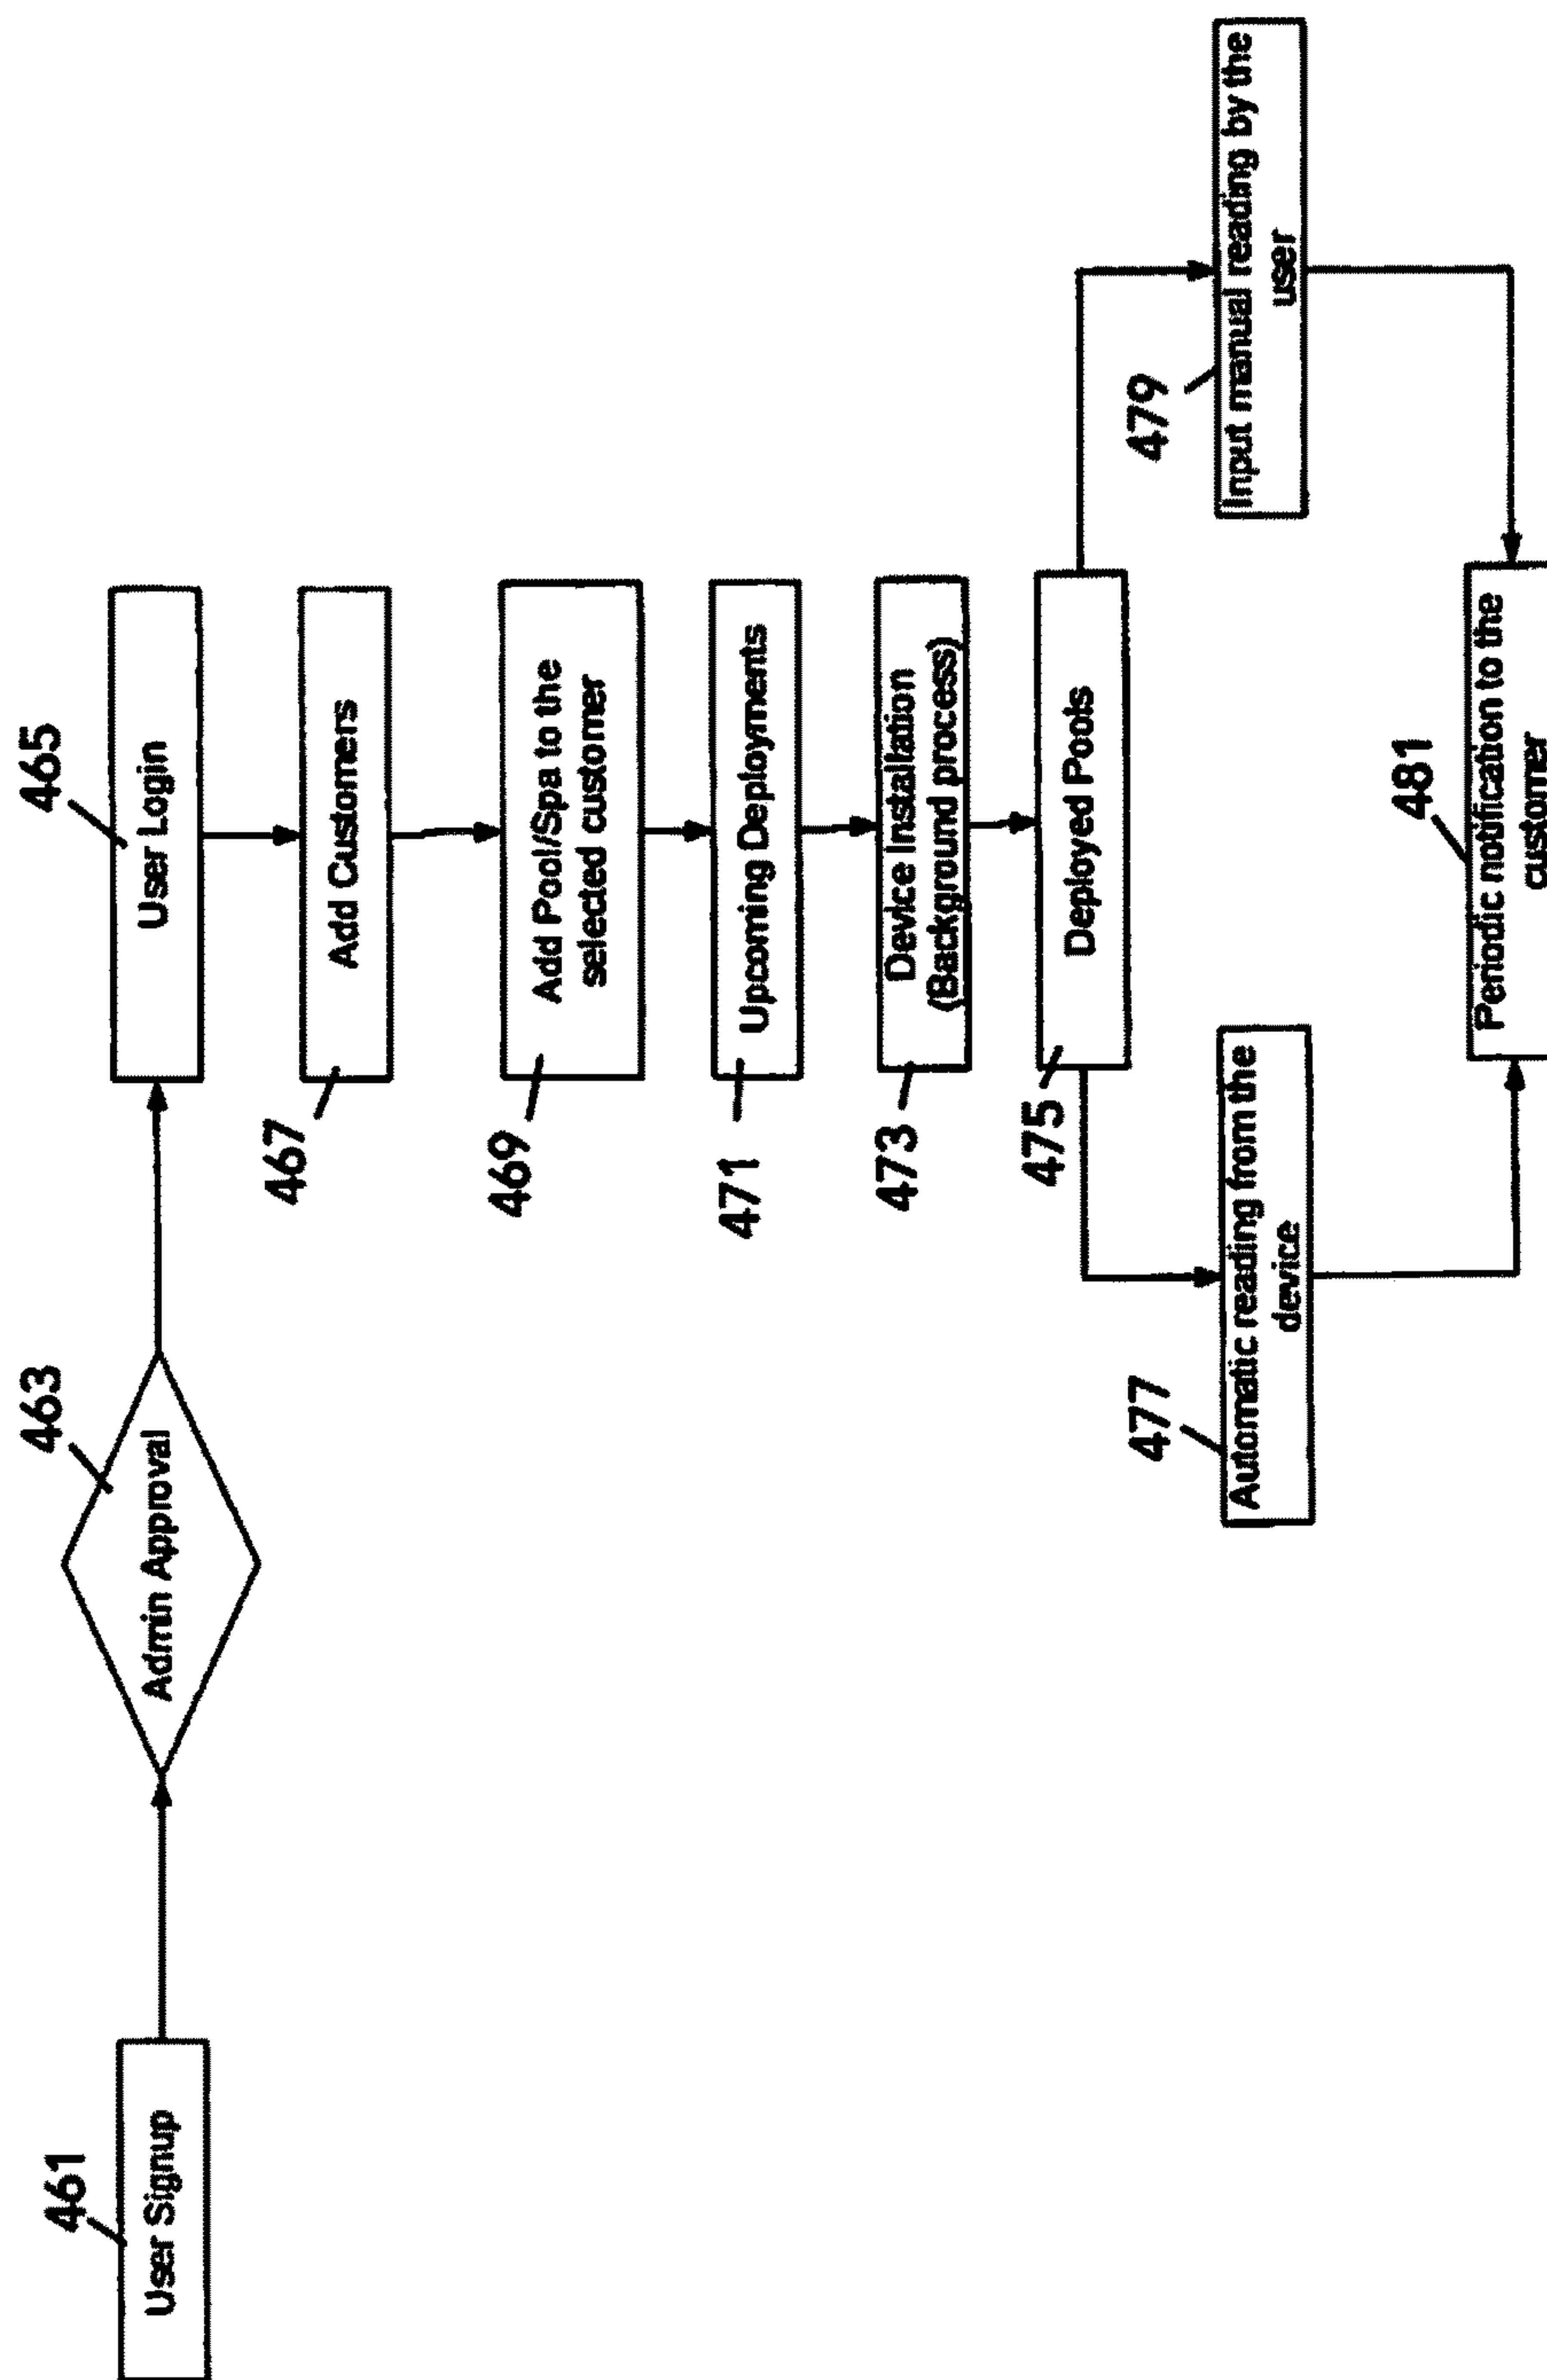 461
User Signup
463
Admin Approval
465
User Login
467
Add Customers
469
Add Pool/Spa to the
selected customer
471
Upcoming Deployments
473
Device Installation
(Background process)
475
Deployed Pools
477
Automatic reading from the
device
479
Input manual reading by the
user
481
Periodic notification to the
customer